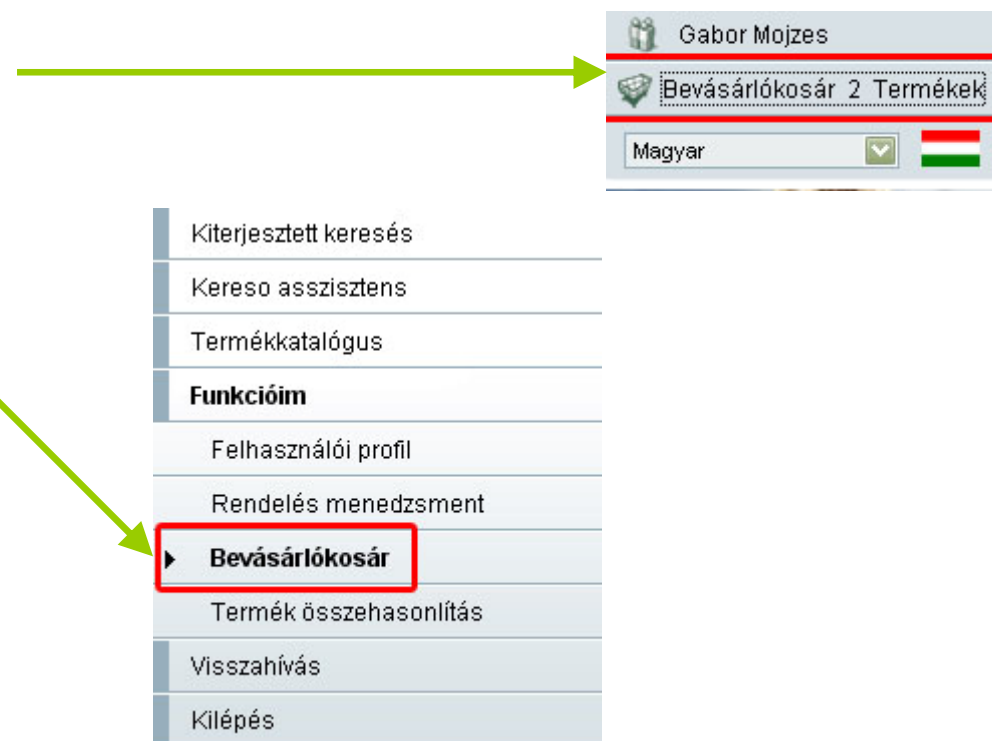 Gabor Mojzes
Bevásárlókosár 2 Termékek
Magyar
Kiterjesztett keresés
Kereso asszisztens
Termékkatalógus
Funkcióim
Felhasználói profil
Rendelés menedzsment
Bevásárlókosár
Termék összehasonlítás
Visszahívás
Kilépés